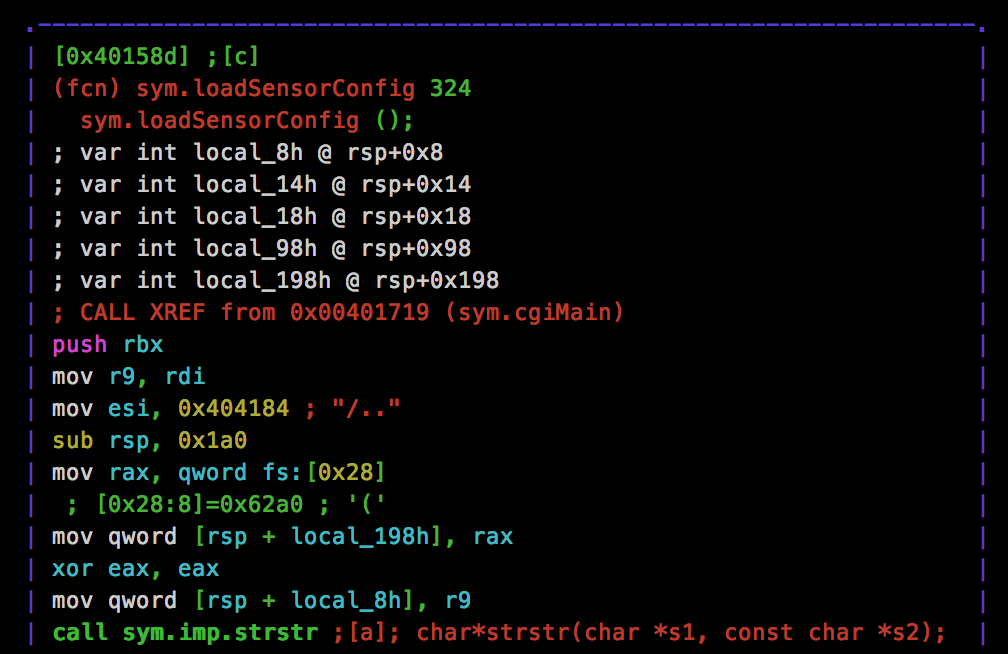 [0x40158d] ;[c]
(fcn) sym.loadSensorConfig 324
sym.loadSensorConfig ();
; var int local_8h @ rsp+0x8
; var int local_14h @ rsp+0x14
; var int local_18h @ rsp+0x18
; var int local_98h @ rsp+0x98
; var int local_198h @ rsp+0x198
; CALL XREF from 0x00401719 (sym.cgiMain)
push rbx
mov r9, rdi
mov esi, 0x404184 ; "/.."
sub rsp, 0x1a0
mov rax, qword fs:[0x28]
; [0x28:8]=0x62a0 ; '('
mov qword [rsp + local_198h], rax
xor eax, eax
mov qword [rsp + local_8h], r9
call sym.imp.strstr ;[a]; char*strstr(char *s1, const char *s2);